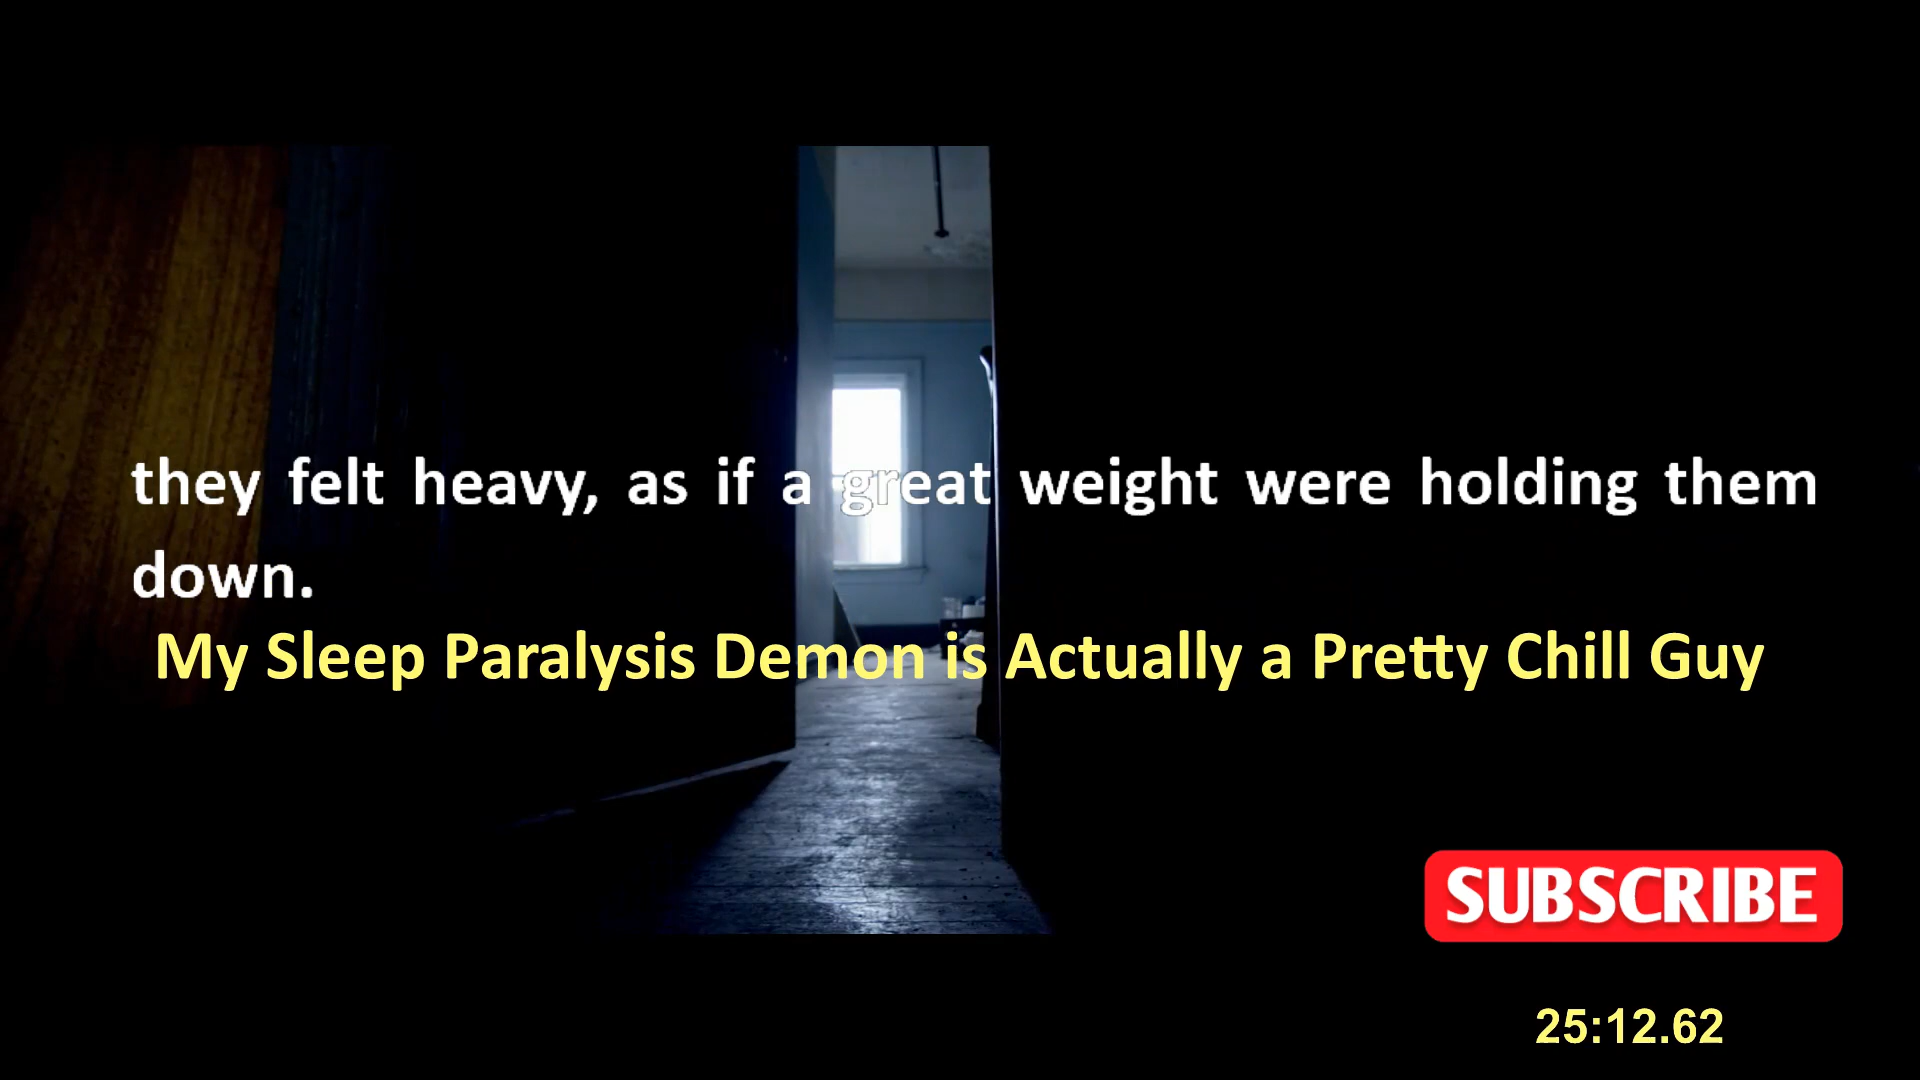 they felt heavy, as if a great weight were holding them
down.
My Sleep Paralysis Demon is Actually a Pretty Chill Guy
SUBSCRIBE
25:12.62